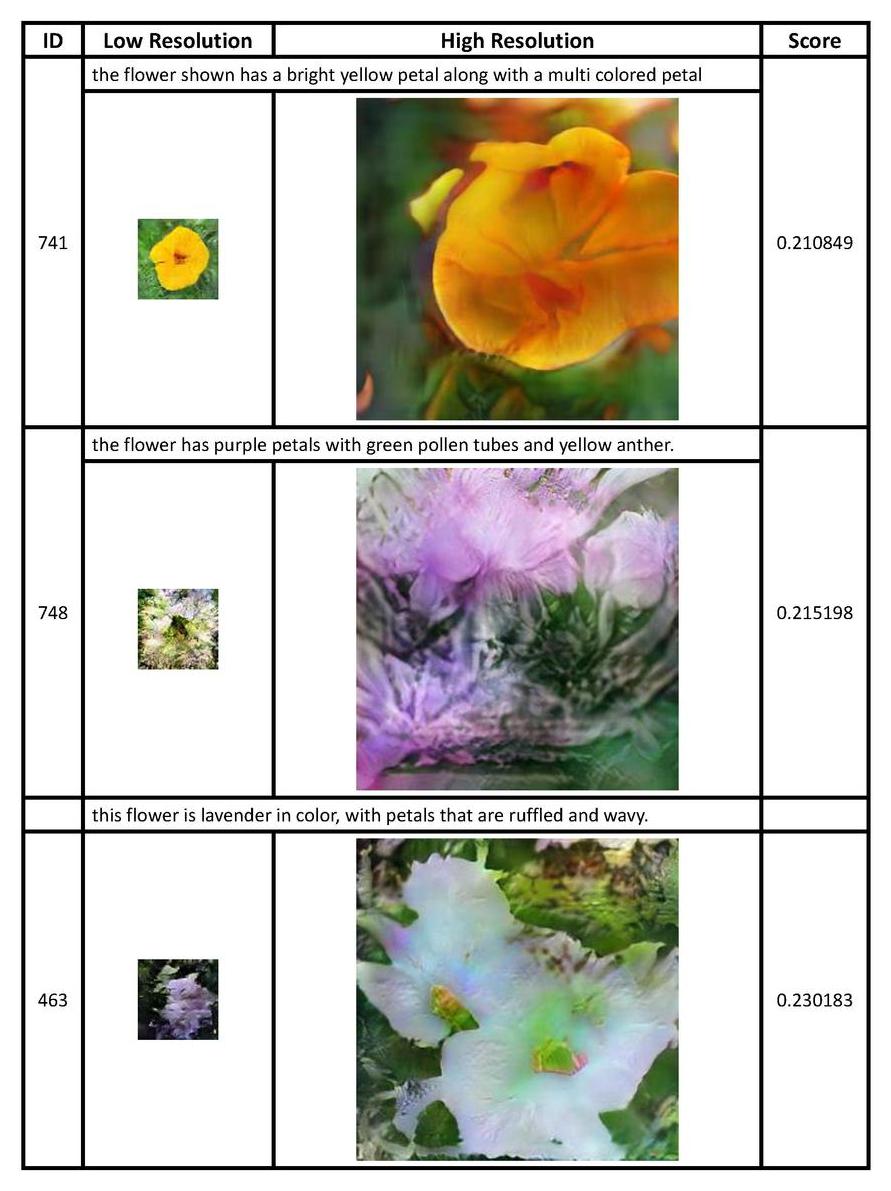 ID Low Resolution High Resolution Score
the flower shown has a bright yellow petal along with a multi colored petal
741 0.210849
the flower has purple petals with green pollen tubes and yellow anther.
748 0.215198
this flower is lavender in color, with petals that are ruffled and wavy.
463 0.230183